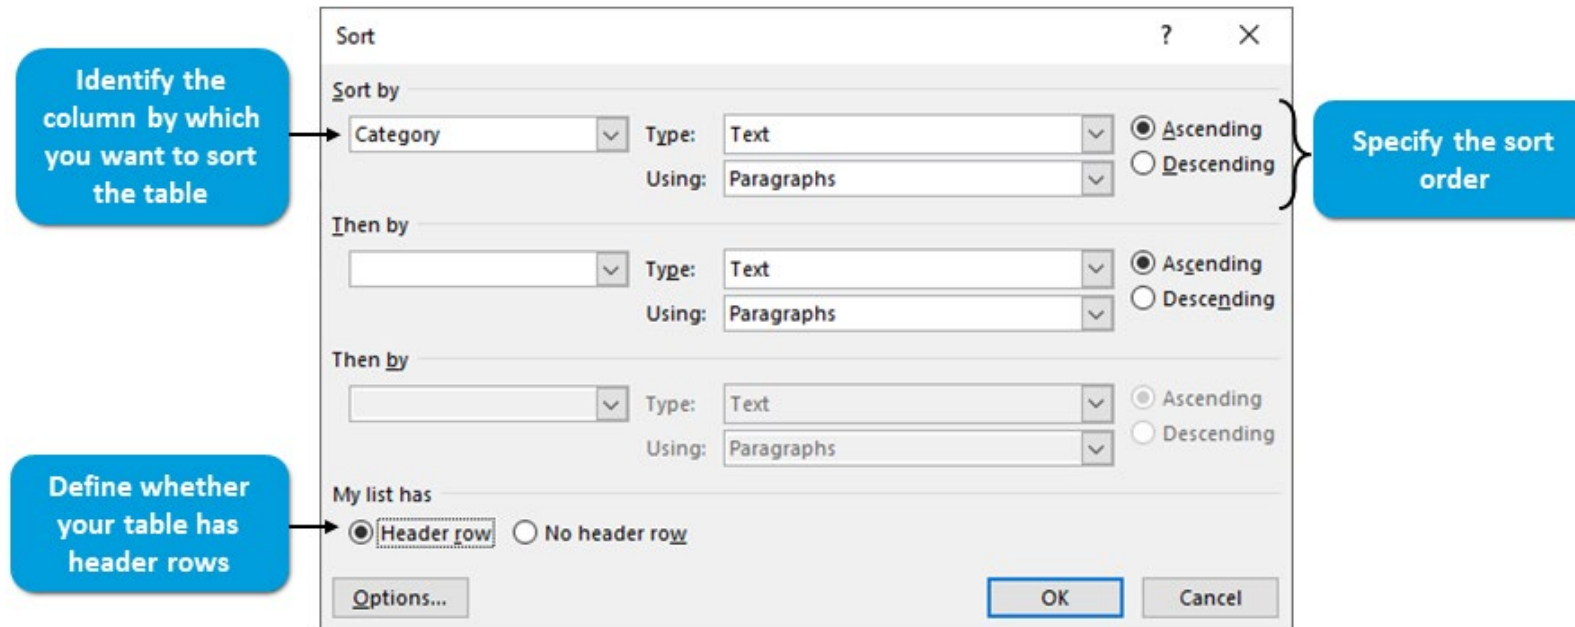 Sort ?
Identify the
column by which
you want to sort
the table
Sort by
Category Type: Text Ascending
Using: Paragraphs Descending
Specify the sort
order
Then by
Type: Text Ascending
Using: Paragraphs Descending
Then by
Type: Text Ascending
Using: Paragraphs Descending
Define whether
your table has
header rows
My list has
Header row No header row
Options... OK Cancel